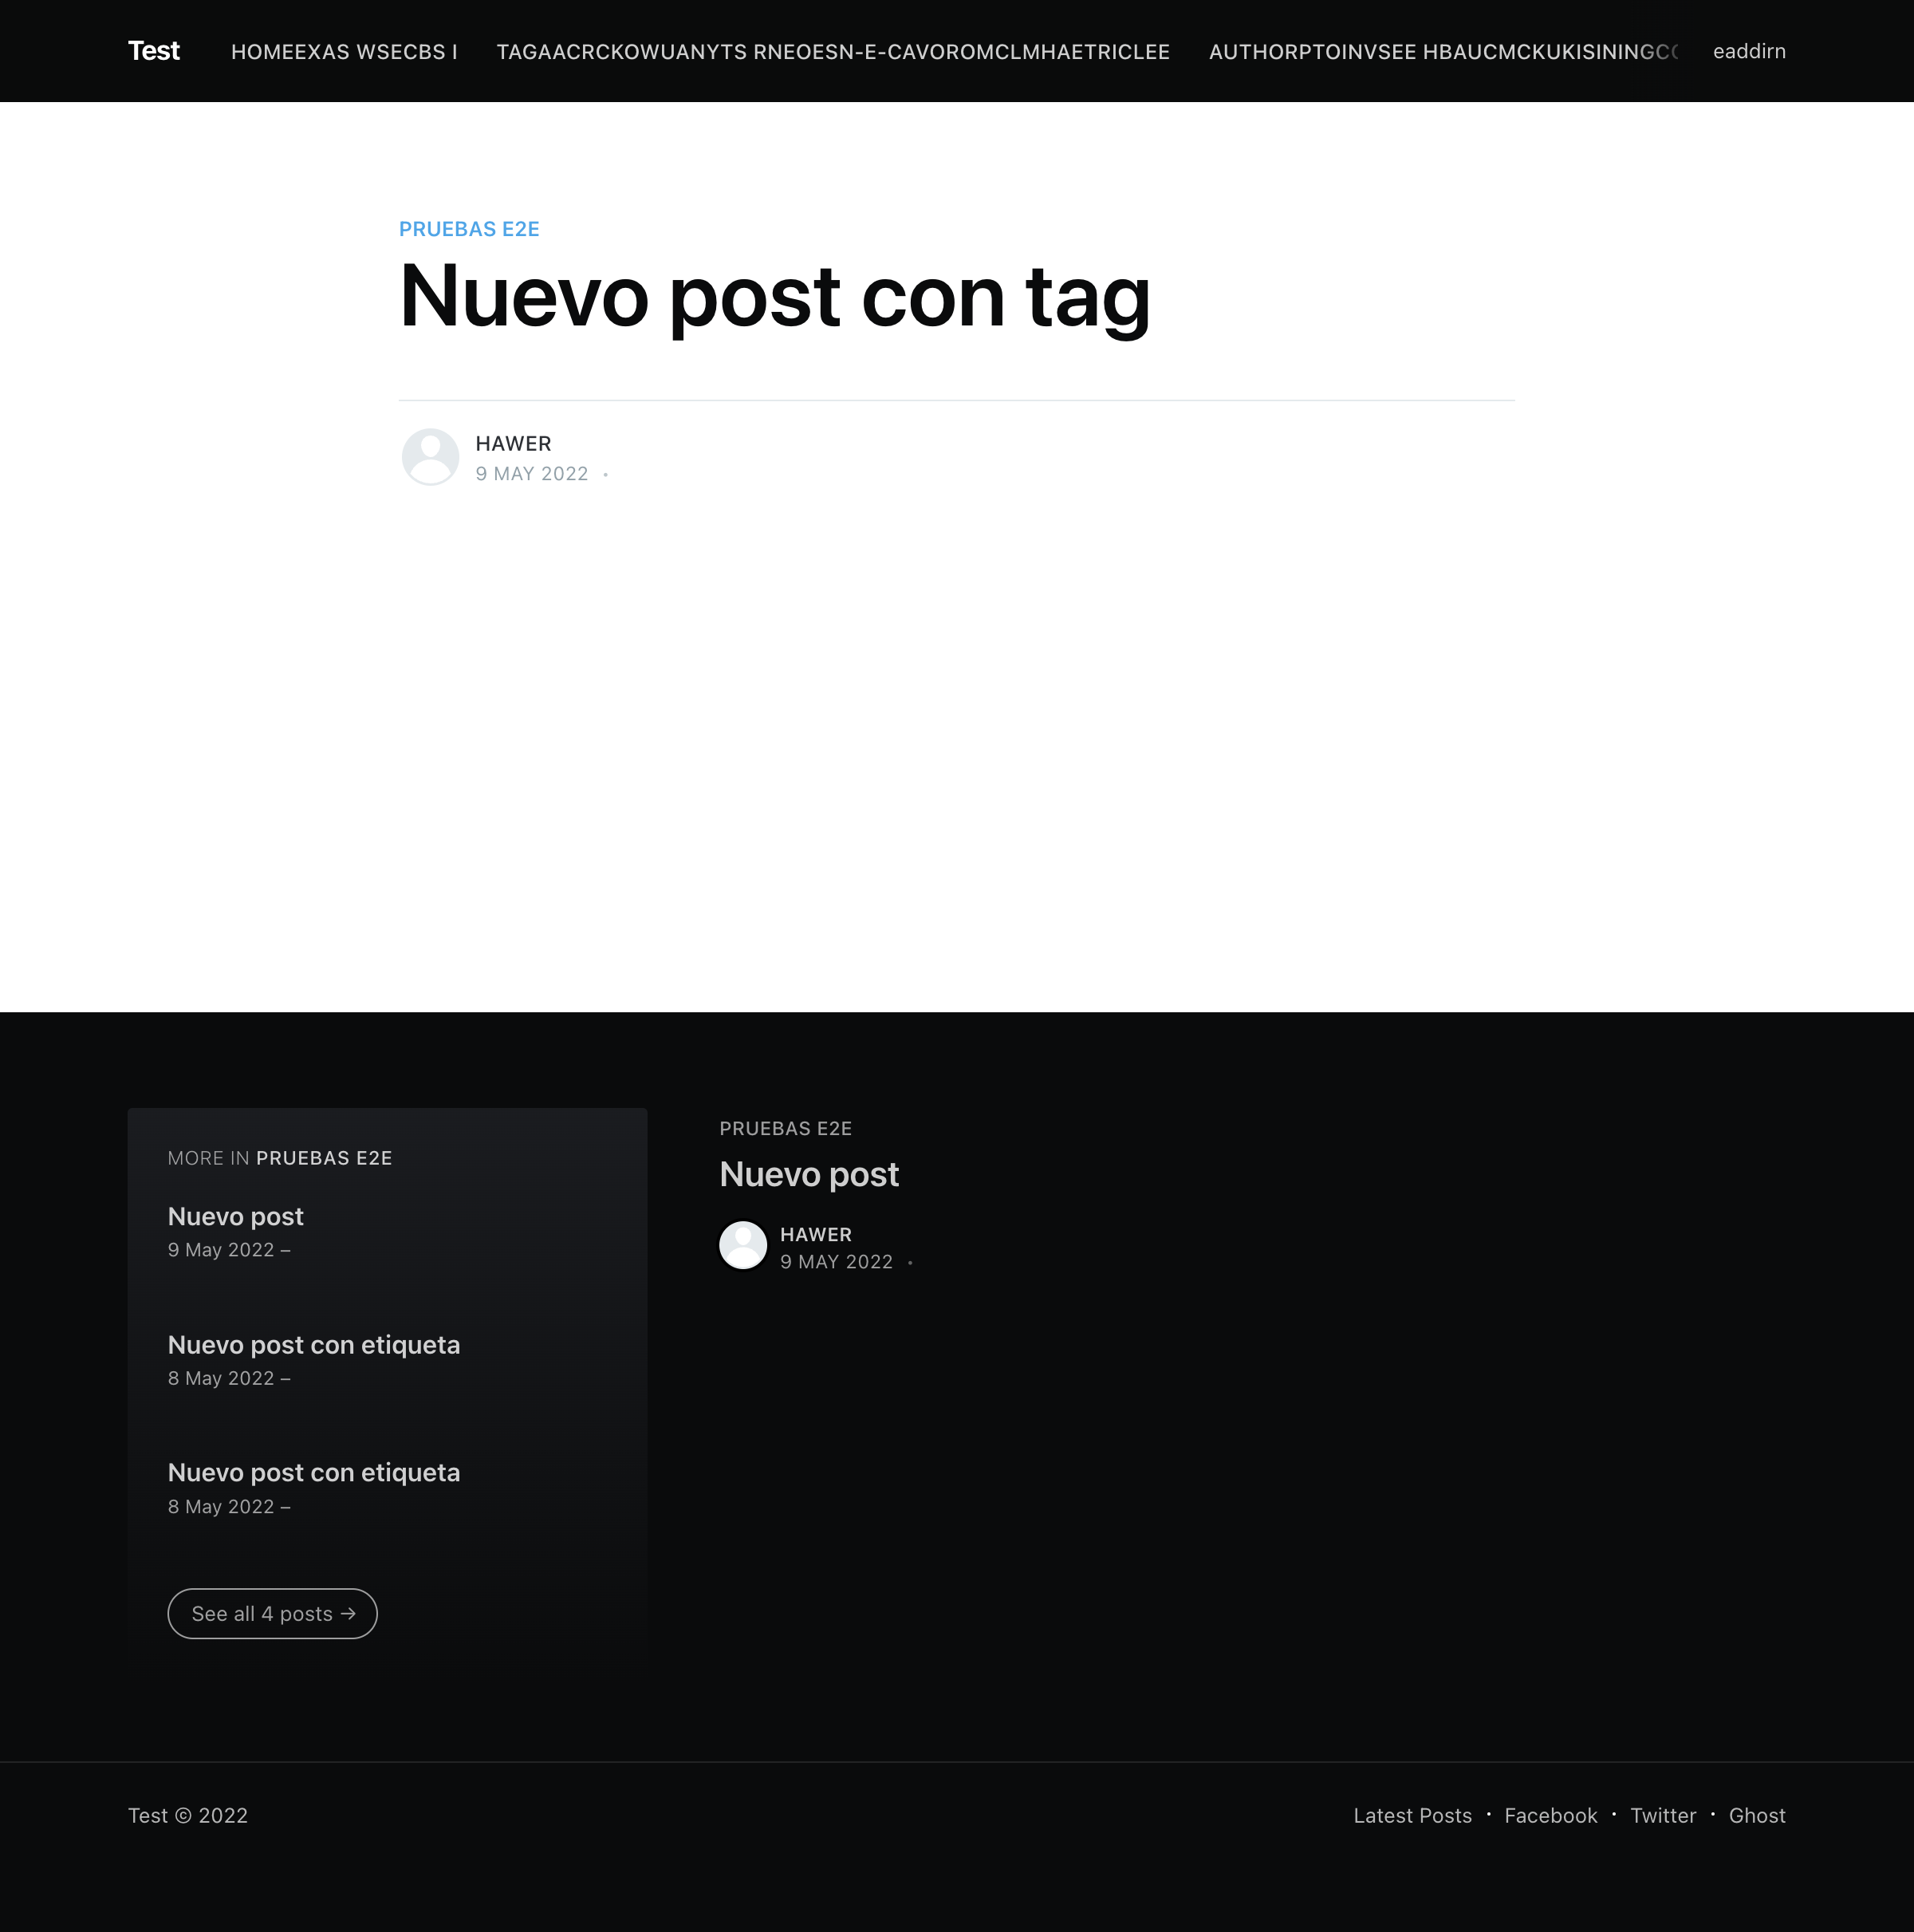 Test HOMEEXAS WSECBS I TAGAACRCKOWUANYTS RNEOESN-E-CAVOROMCLMHAETRICLEE AUTHORPTOINVSEE HBAUCMCKUKISININGC eaddirn
PRUEBAS E2E
Nuevo post con tag
HAWER
9 MAY 2022 •
MORE IN PRUEBAS E2E
Nuevo post
9 May 2022 –
Nuevo post con etiqueta
8 May 2022 –
Nuevo post con etiqueta
8 May 2022 –
See all 4 posts →
PRUEBAS E2E
Nuevo post
HAWER
9 MAY 2022 •
Test © 2022
Latest Posts • Facebook • Twitter • Ghost